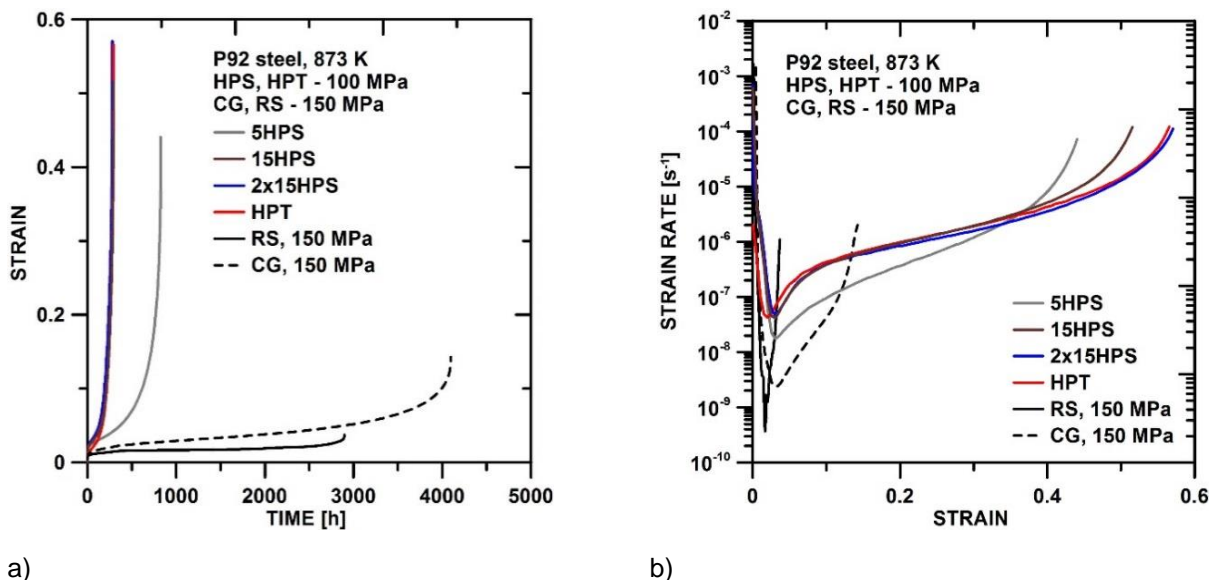 0.6
0.4
0.2
0
STRAIN
P92 steel, 873 K
HPS, HPT - 100 MPa
CG, RS - 150 MPa
5HPS
15HPS
2x15HPS
HPT
RS, 150 MPa
CG, 150 MPa
0 1000 2000 3000 4000 5000
TIME [h]
a)
10⁻²
10⁻³
10⁻⁴
10⁻⁵
10⁻⁶
10⁻⁷
10⁻⁸
10⁻⁹
10⁻¹⁰
STRAIN RATE [s⁻¹]
P92 steel, 873 K
HPS, HPT - 100 MPa
CG, RS - 150 MPa
5HPS
15HPS
2x15HPS
HPT
RS, 150 MPa
CG, 150 MPa
0 0.2 0.4 0.6
STRAIN
b)